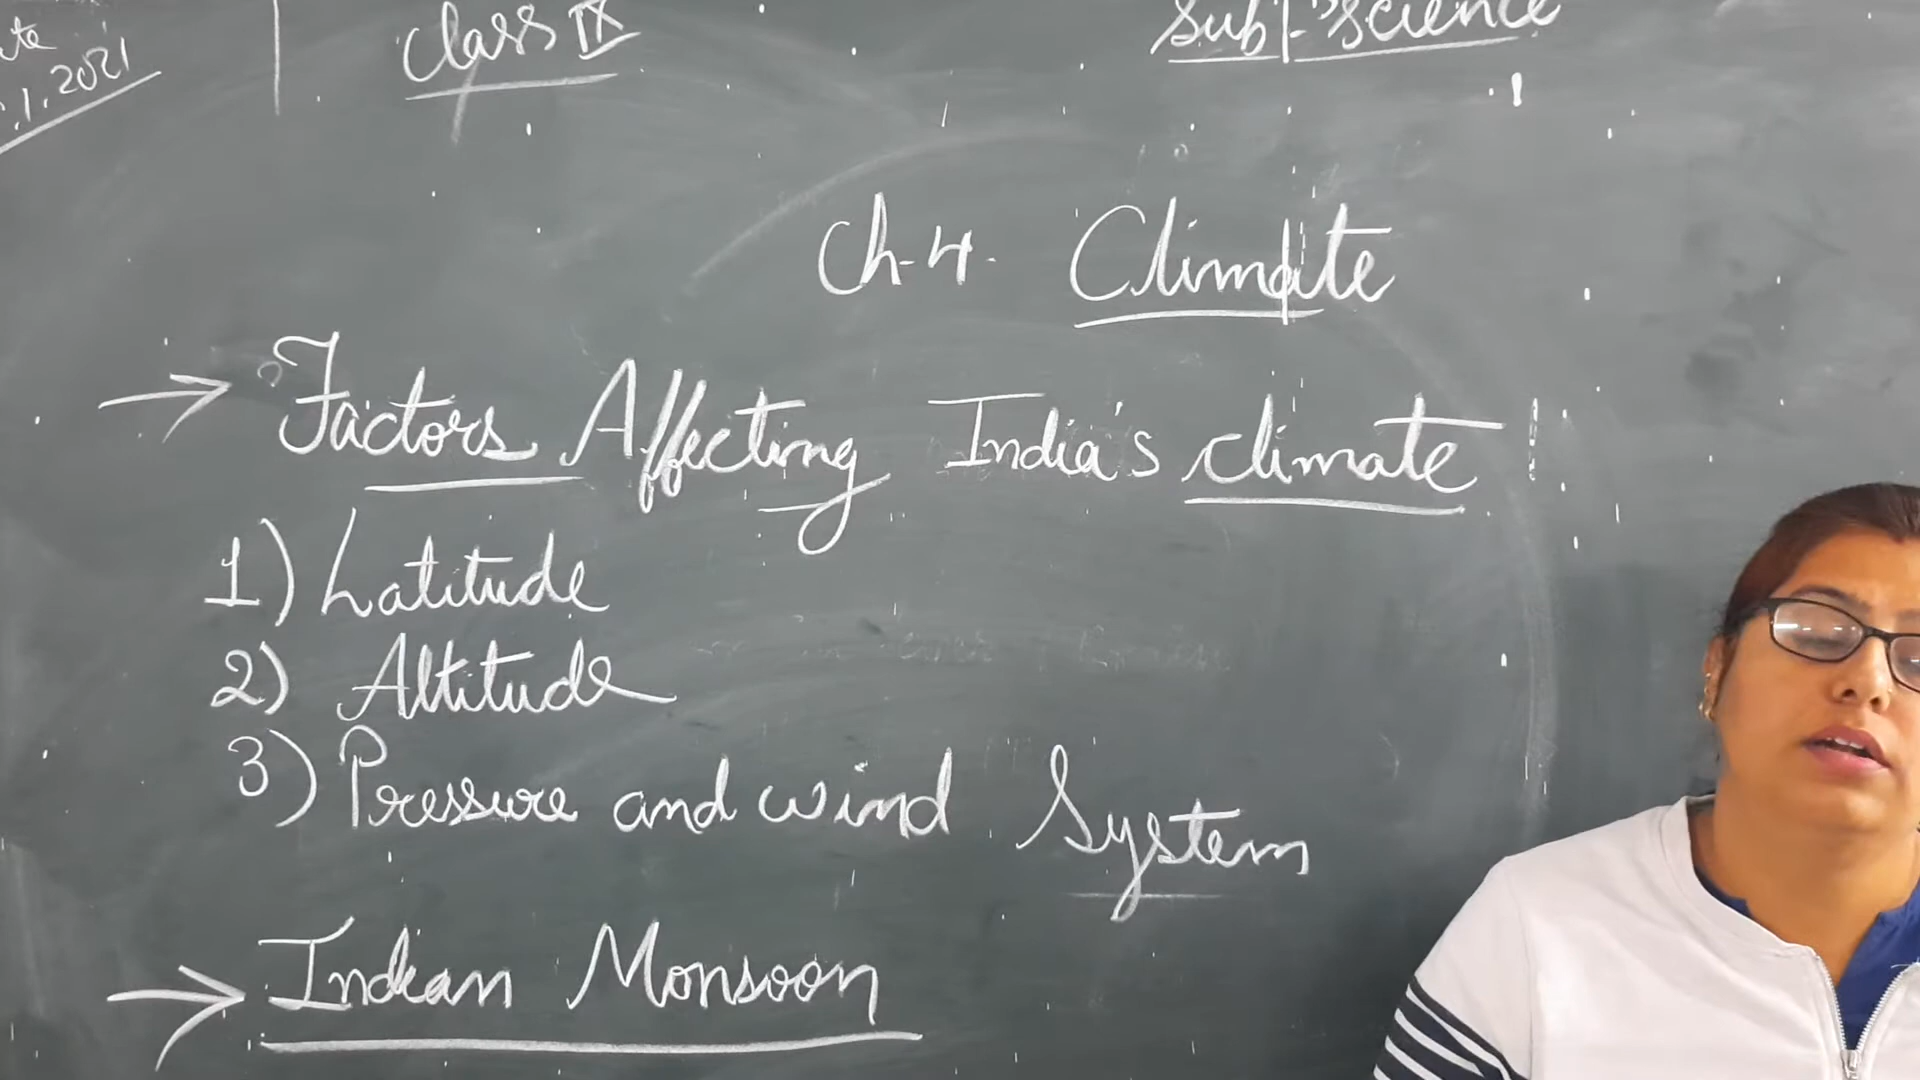 Class IX
Sub :- Science
.1.2021
Ch-4. Climate
→ Factors Affecting India's climate
1) Latitude
2) Altitude
3) Pressure and wind System
→ Indian Monsoon